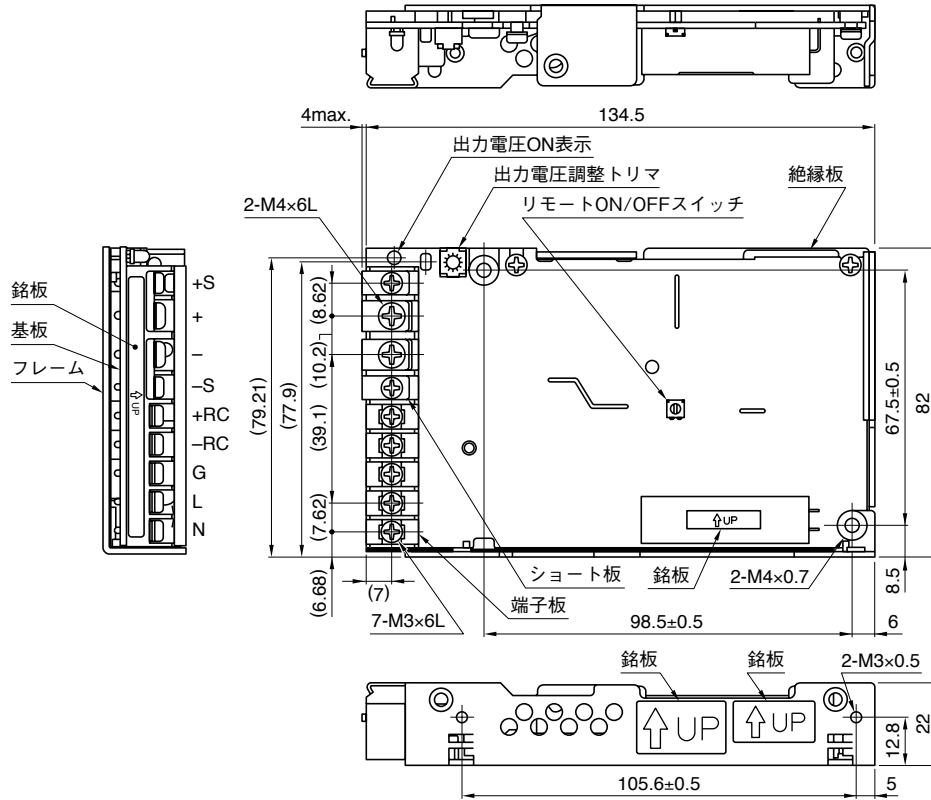 4max.
134.5
出力電圧ON表示
出力電圧調整トリマ
絶縁板
2-M4×6L
リモートON/OFFスイッチ
銘板
基板
フレーム
⇧UP
+S
+
–
–S
+RC
–RC
G
L
N
(79.21)
(77.9)
(8.62)
(10.2)
(39.1)
(7.62)
(6.68)
(7)
67.5±0.5
82
8.5
⇧UP
ショート板
銘板
2-M4×0.7
端子板
7-M3×6L
98.5±0.5
6
銘板
銘板
2-M3×0.5
⇧UP
⇧UP
12.8
22
105.6±0.5
5